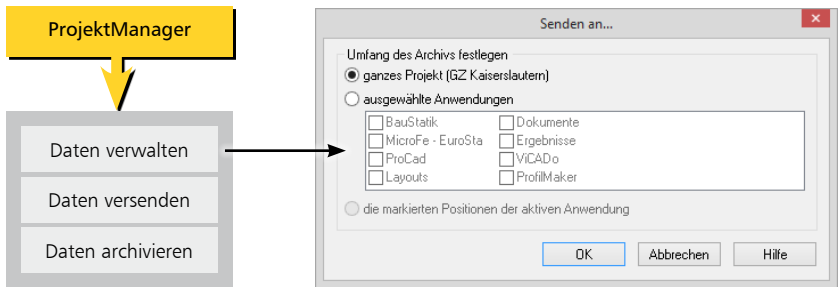 ProjektManager
Daten verwalten
Daten versenden
Daten archivieren
Senden an...
Umfang des Archivs festlegen
ganzes Projekt (GZ Kaiserslautern)
ausgewählte Anwendungen
BauStatik Dokumente
MicroFe - EuroSta Ergebnisse
ProCad ViCADo
Layouts ProfilMaker
die markierten Positionen der aktiven Anwendung
OK Abbrechen Hilfe